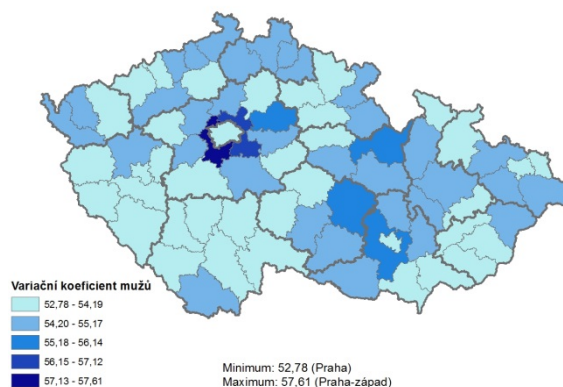 Variační koeficient mužů
52,78 - 54,19
54,20 - 55,17
55,18 - 56,14
56,15 - 57,12
57,13 - 57,61
Minimum: 52,78 (Praha)
Maximum: 57,61 (Praha-západ)